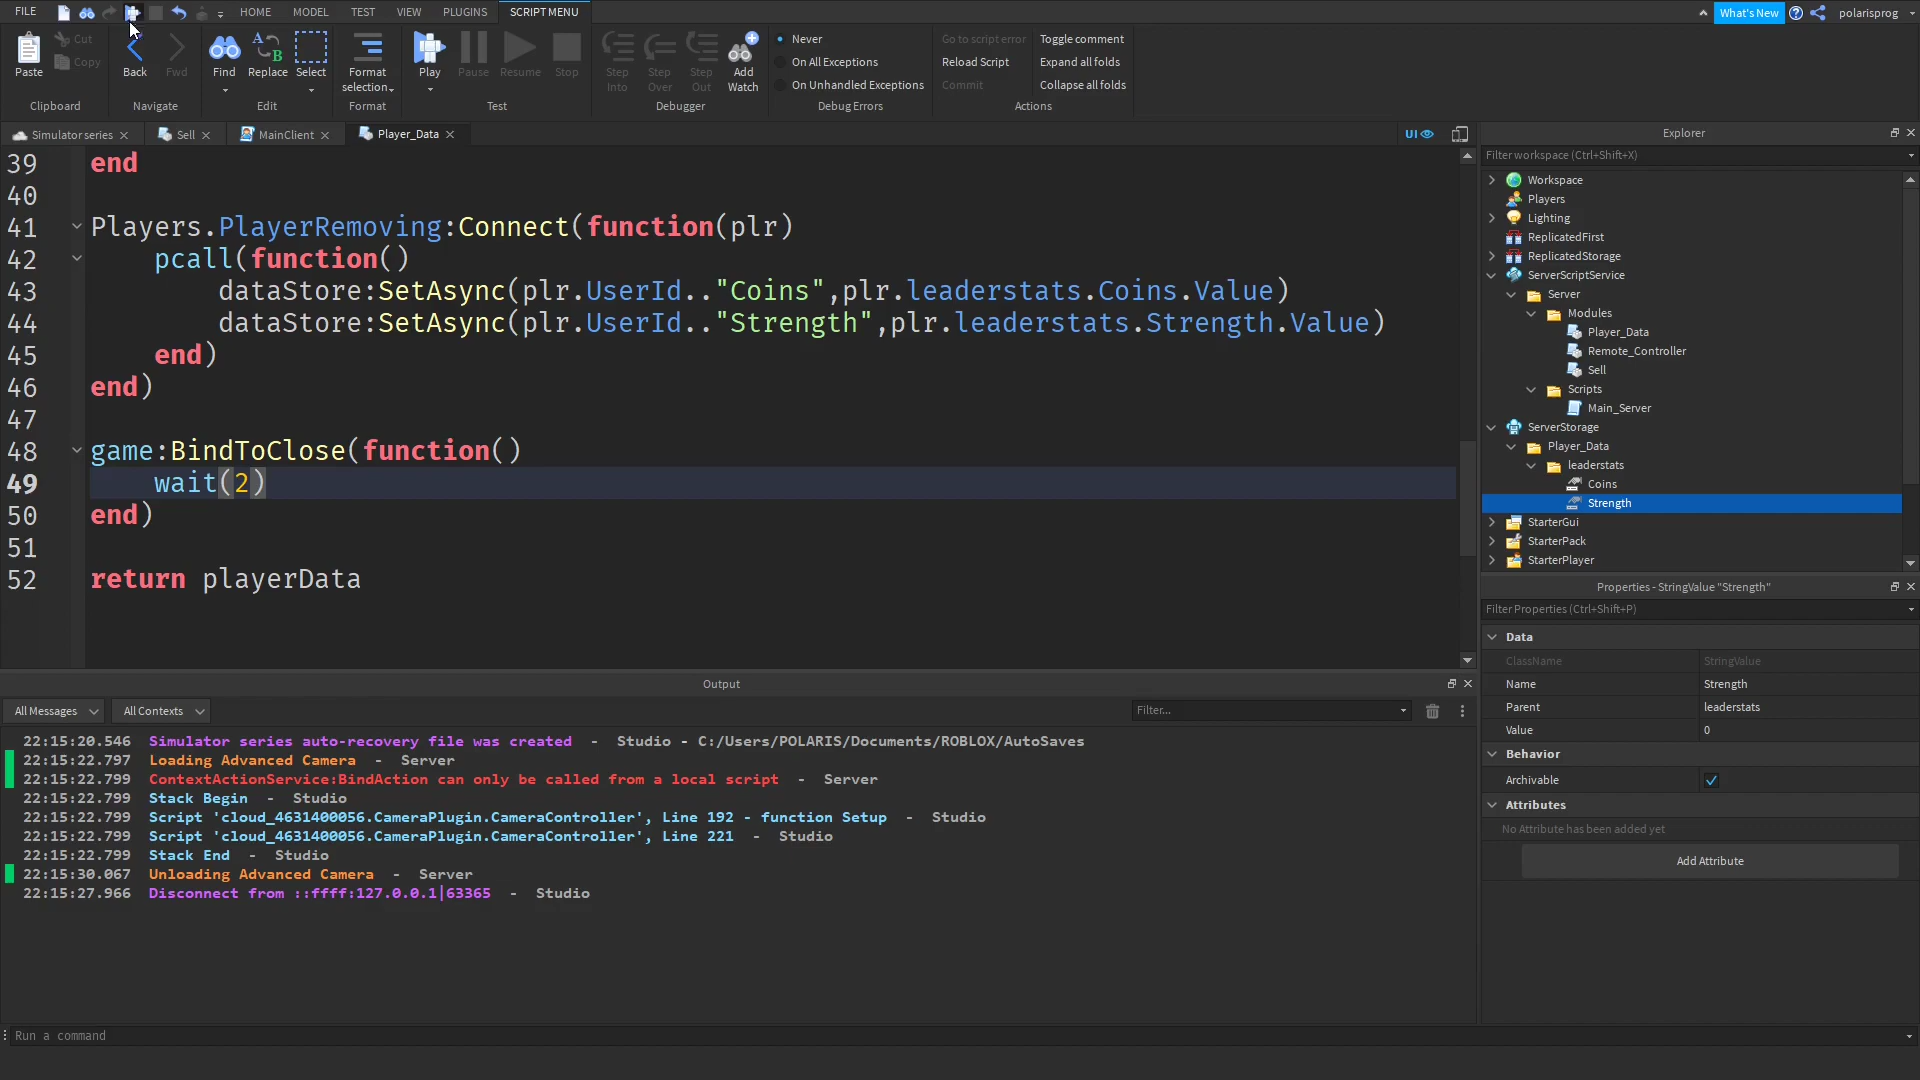 FILE HOME MODEL TEST VIEW PLUGINS SCRIPT MENU What's New polarisprog
Paste Cut Copy Back Fwd Find Replace Select Format selection Play Pause Resume Stop Step Into Step Over Step Out Add Watch
Never
On All Exceptions
On Unhandled Exceptions
Go to script error
Reload Script
Commit
Toggle comment
Expand all folds
Collapse all folds
Clipboard Navigate Edit Format Test Debugger Debug Errors Actions
Simulator series Sell MainClient Player_Data UI
39 end
40
41 Players.PlayerRemoving:Connect(function(plr)
42 pcall(function()
43 dataStore:SetAsync(plr.UserId.."Coins",plr.leaderstats.Coins.Value)
44 dataStore:SetAsync(plr.UserId.."Strength",plr.leaderstats.Strength.Value)
45 end)
46 end)
47
48 game:BindToClose(function()
49 wait(2)
50 end)
51
52 return playerData
Output
All Messages All Contexts Filter...
22:15:20.546 Simulator series auto-recovery file was created - Studio - C:/Users/POLARIS/Documents/ROBLOX/AutoSaves
22:15:22.797 Loading Advanced Camera - Server
22:15:22.799 ContextActionService:BindAction can only be called from a local script - Server
22:15:22.799 Stack Begin - Studio
22:15:22.799 Script 'cloud_4631400056.CameraPlugin.CameraController', Line 192 - function Setup - Studio
22:15:22.799 Script 'cloud_4631400056.CameraPlugin.CameraController', Line 221 - Studio
22:15:22.799 Stack End - Studio
22:15:30.067 Unloading Advanced Camera - Server
22:15:27.966 Disconnect from ::ffff:127.0.0.1|63365 - Studio
Run a command
Explorer
Filter workspace (Ctrl+Shift+X)
Workspace
Players
Lighting
ReplicatedFirst
ReplicatedStorage
ServerScriptService
Server
Modules
Player_Data
Remote_Controller
Sell
Scripts
Main_Server
ServerStorage
Player_Data
leaderstats
Coins
Strength
StarterGui
StarterPack
StarterPlayer
Properties - StringValue "Strength"
Filter Properties (Ctrl+Shift+P)
Data
ClassName StringValue
Name Strength
Parent leaderstats
Value 0
Behavior
Archivable
Attributes
No Attribute has been added yet
Add Attribute